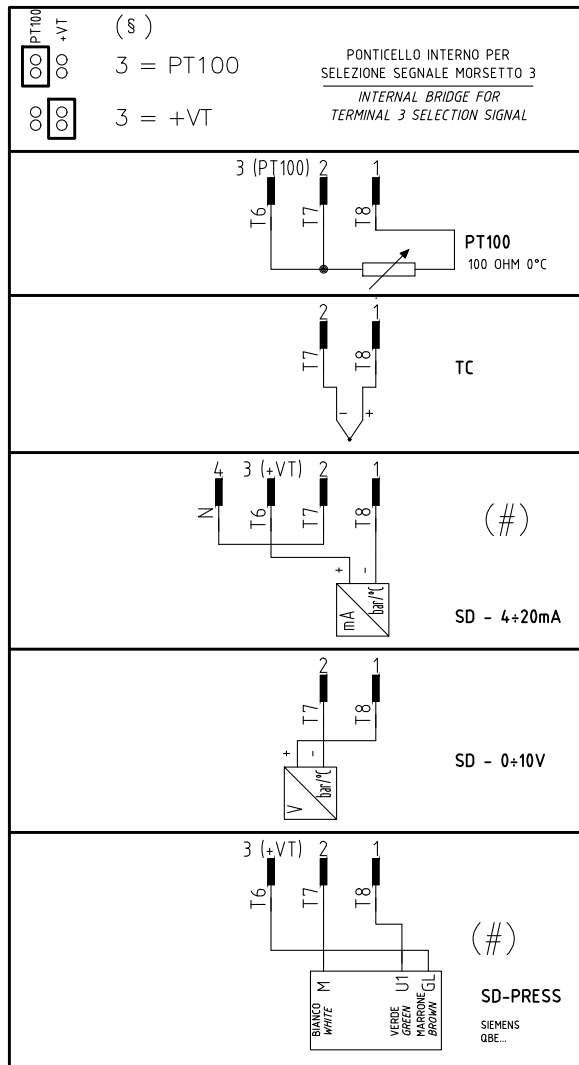 PT100
+VT
(§)
3 = PT100
3 = +VT
PONTICELLO INTERNO PER
SELEZIONE SEGNALE MORSETTO 3
INTERNAL BRIDGE FOR
TERMINAL 3 SELECTION SIGNAL
3 (PT100) 2 1
T6 T7 T8
PT100
100 OHM 0°C
2 1
T7 T8
- +
TC
4 3 (+VT) 2 1
N T6 T7 T8
(#)
+ -
mA bar/°C
SD - 4÷20mA
2 1
T7 T8
+ -
V bar/°C
SD - 0÷10V
3 (+VT) 2 1
T6 T7 T8
(#)
M U1 GL
BIANCO VERDE MARRONE
WHITE GREEN BROWN
SD-PRESS
SIEMENS
QBE...